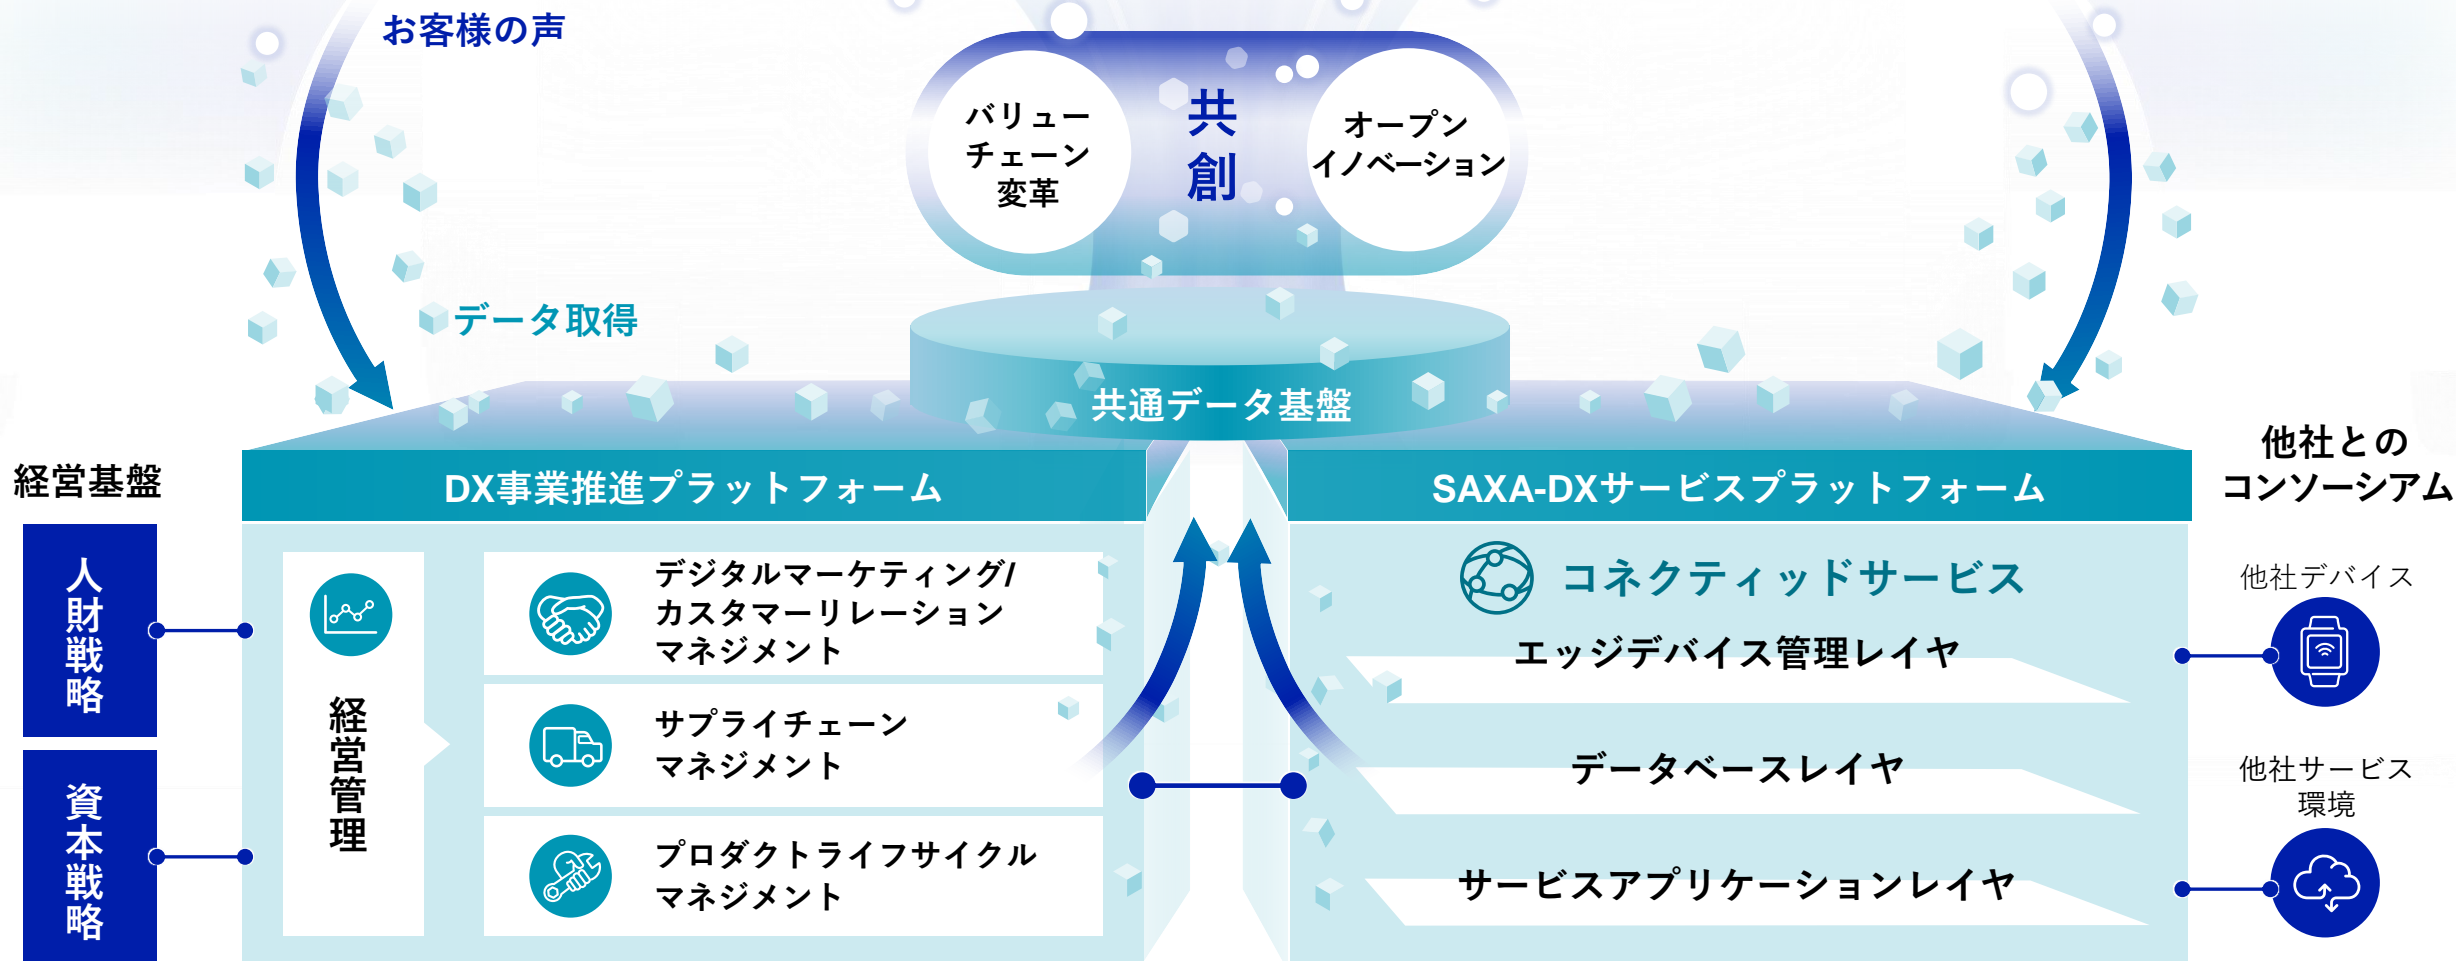 お客様の声
バリュー
チェーン
変革
共
創
オープン
イノベーション
データ取得
共通データ基盤
経営基盤
人財戦略
資本戦略
DX事業推進プラットフォーム
経営管理
デジタルマーケティング/
カスタマーリレーション
マネジメント
サプライチェーン
マネジメント
プロダクトライフサイクル
マネジメント
SAXA-DXサービスプラットフォーム
コネクティッドサービス
エッジデバイス管理レイヤ
データベースレイヤ
サービスアプリケーションレイヤ
他社との
コンソーシアム
他社デバイス
他社サービス
環境